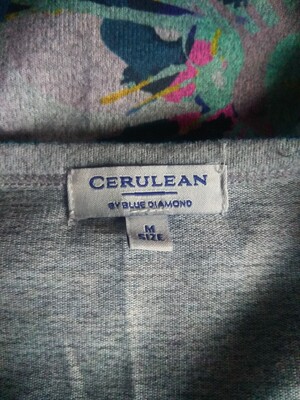 CERULEAN
BY BLUE DIAMOND
M
SIZE